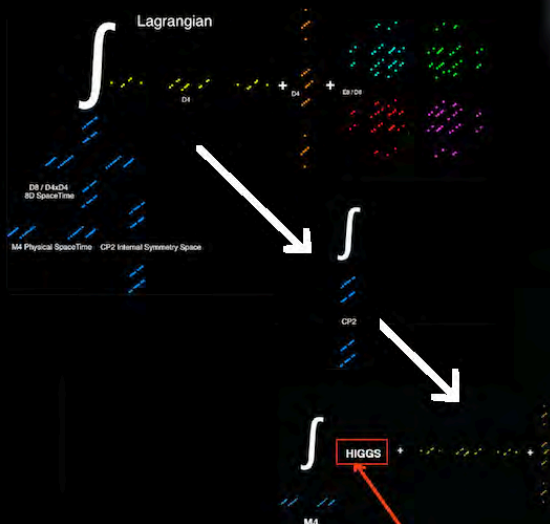 Lagrangian
∫
+
D4
+
D4
E8 / D8
D8 / D4xD4
8D SpaceTime
M4 Physical SpaceTime
CP2 Internal Symmetry Space
∫
CP2
∫
HIGGS
+
+
M4